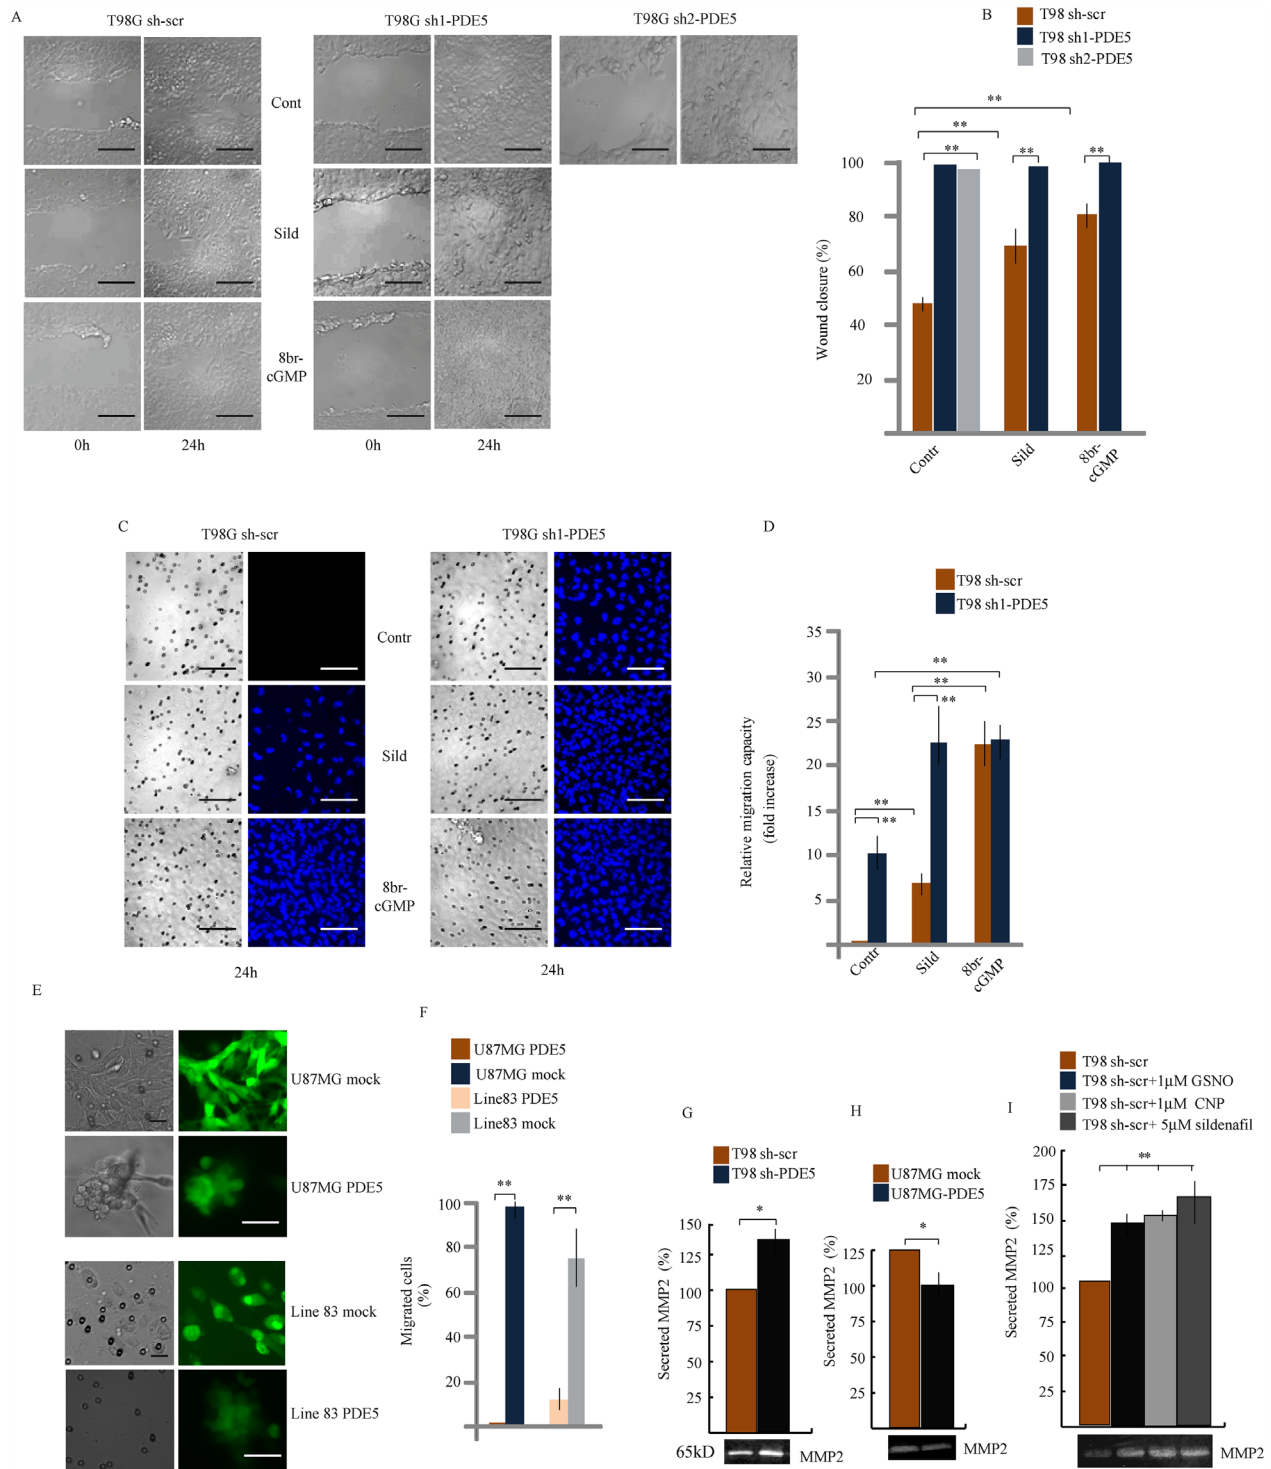 A
T98G sh-scr
T98G sh1-PDE5
T98G sh2-PDE5
Cont
Sild
8br-
cGMP
0h
24h
0h
24h
B
T98 sh-scr
T98 sh1-PDE5
T98 sh2-PDE5
**
**
**
**
**
Wound closure (%)
100
80
60
40
20
Contr
Sild
8br-
cGMP
C
T98G sh-scr
T98G sh1-PDE5
Contr
Sild
8br-
cGMP
24h
24h
D
T98 sh-scr
T98 sh1-PDE5
Relative migration capacity
(fold increase)
35
30
25
20
15
10
5
**
**
**
**
**
Contr
Sild
8br-
cGMP
E
U87MG mock
U87MG PDE5
Line 83 mock
Line 83 PDE5
F
U87MG PDE5
U87MG mock
Line83 PDE5
Line83 mock
Migrated cells
(%)
100
80
60
40
20
**
**
G
T98 sh-scr
T98 sh-PDE5
Secreted MMP2 (%)
150
125
100
75
50
25
*
65kD
MMP2
H
U87MG mock
U87MG-PDE5
Secreted MMP2 (%)
125
100
75
50
25
*
MMP2
I
T98 sh-scr
T98 sh-scr+1µM GSNO
T98 sh-scr+1µM CNP
T98 sh-scr+ 5µM sildenafil
Secreted MMP2 (%)
200
175
150
125
100
75
50
25
**
MMP2